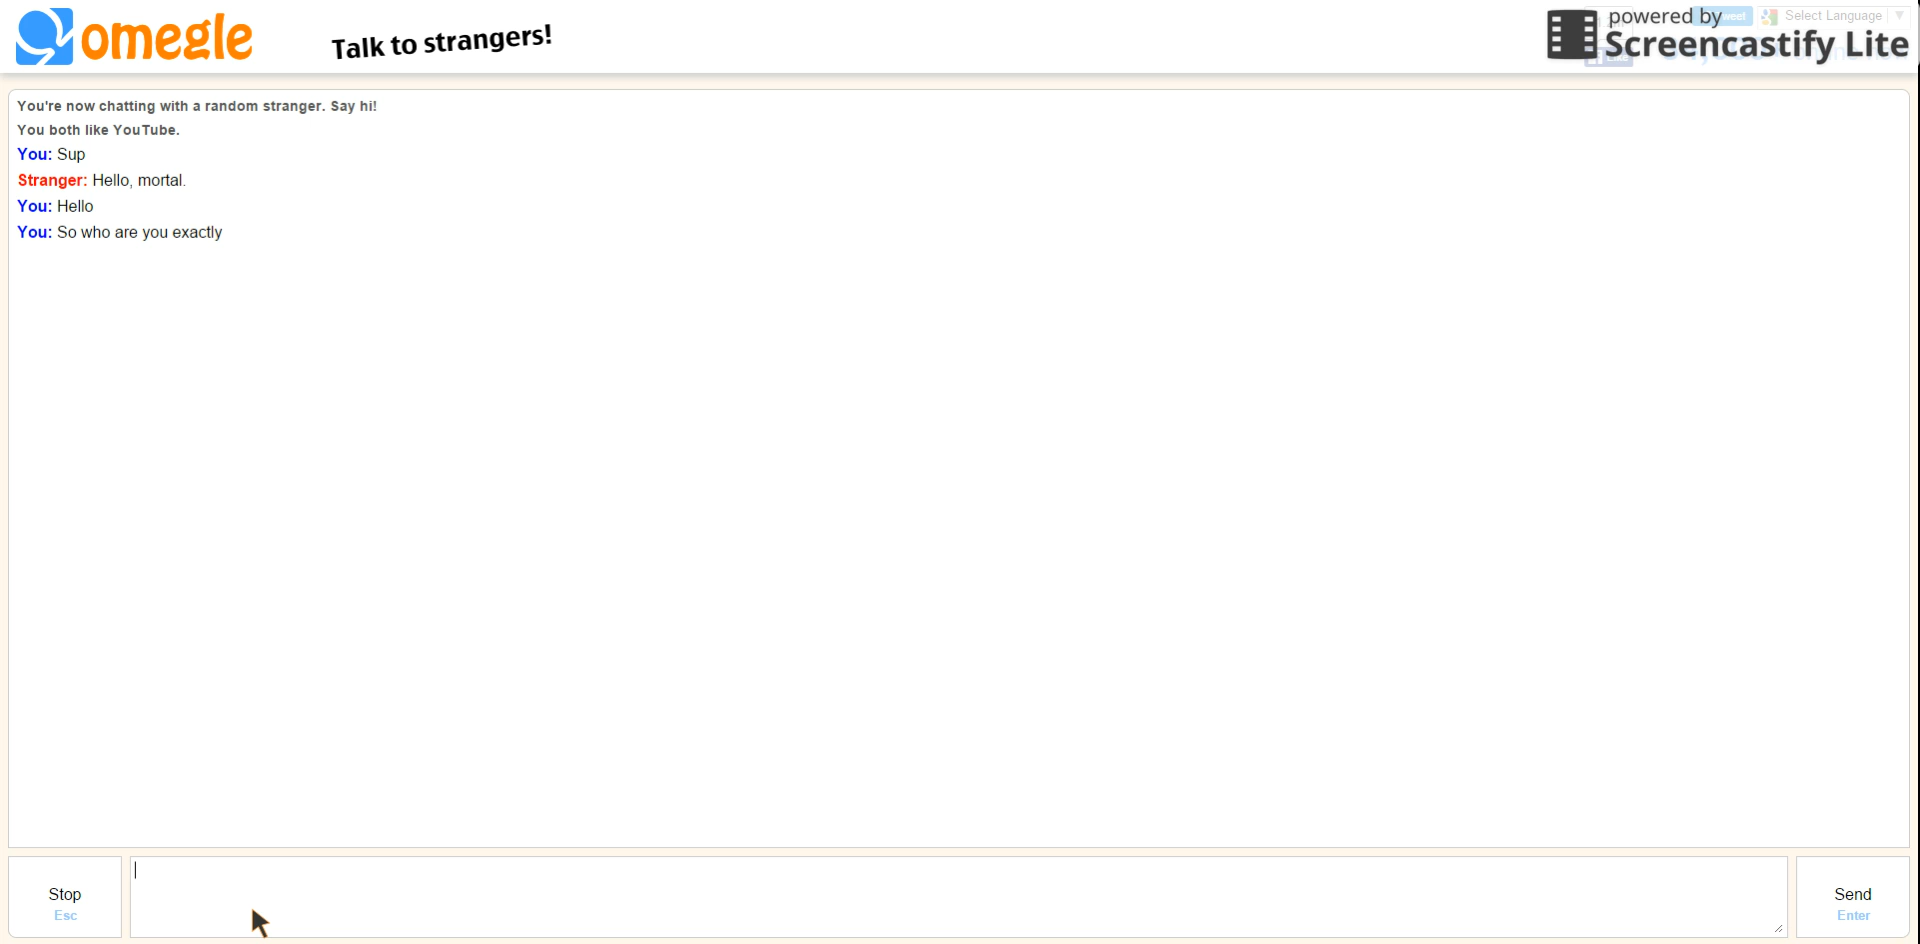 omegle
Talk to strangers!
powered by
Screencastify Lite
Select Language
You're now chatting with a random stranger. Say hi!
You both like YouTube.
You: Sup
Stranger: Hello, mortal.
You: Hello
You: So who are you exactly
Stop
Esc
Send
Enter